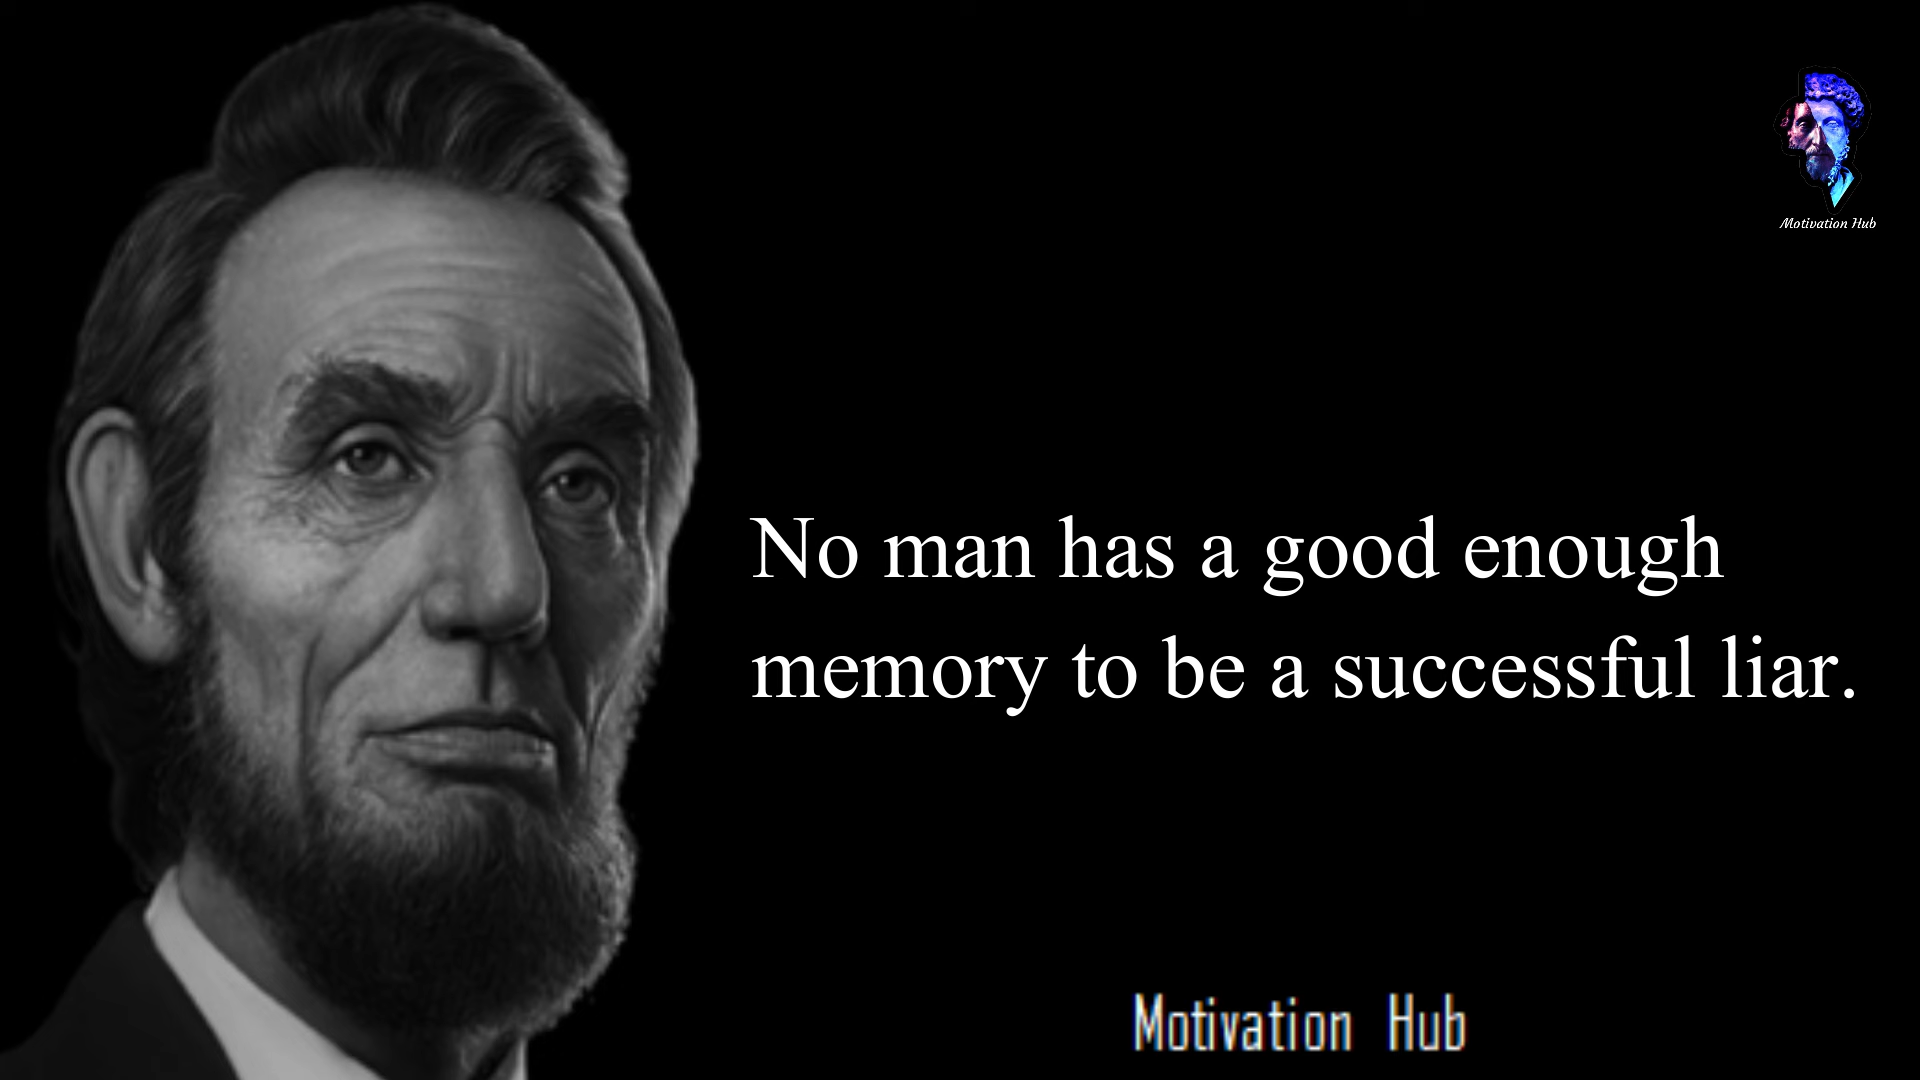 Motivation Hub
No man has a good enough
memory to be a successful liar.
Motivation Hub